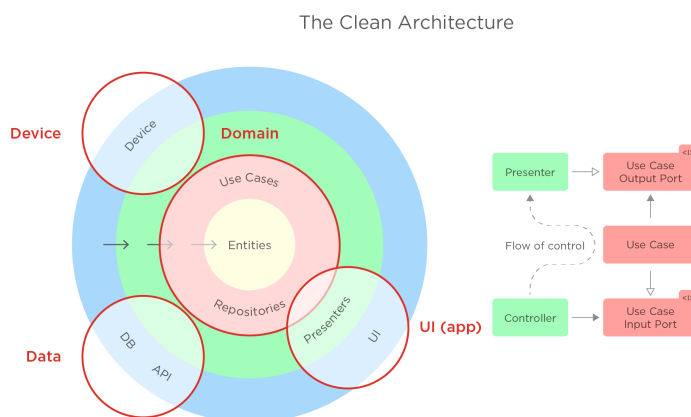 The Clean Architecture
Device
Device
Domain
Use Cases
Entities
Repositories
Presenters
UI
UI (app)
Data
DB
API
Presenter
Use Case
Output Port
Flow of control
Use Case
Controller
Use Case
Input Port